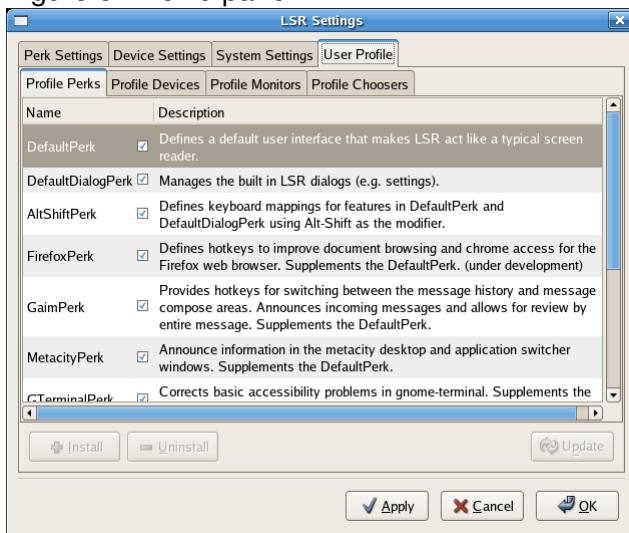 LSR Settings
Perk Settings Device Settings System Settings User Profile
Profile Perks Profile Devices Profile Monitors Profile Choosers
Name Description
DefaultPerk Defines a default user interface that makes LSR act like a typical screen
reader.
DefaultDialogPerk Manages the built in LSR dialogs (e.g. settings).
AltShiftPerk Defines keyboard mappings for features in DefaultPerk and
DefaultDialogPerk using Alt-Shift as the modifier.
FirefoxPerk Defines hotkeys to improve document browsing and chrome access for the
Firefox web browser. Supplements the DefaultPerk. (under development)
GaimPerk Provides hotkeys for switching between the message history and message
compose areas. Announces incoming messages and allows for review by
entire message. Supplements the DefaultPerk.
MetacityPerk Announce information in the metacity desktop and application switcher
windows. Supplements the DefaultPerk.
GTerminalPerk Corrects basic accessibility problems in gnome-terminal. Supplements the
Install Uninstall Update
Apply Cancel OK